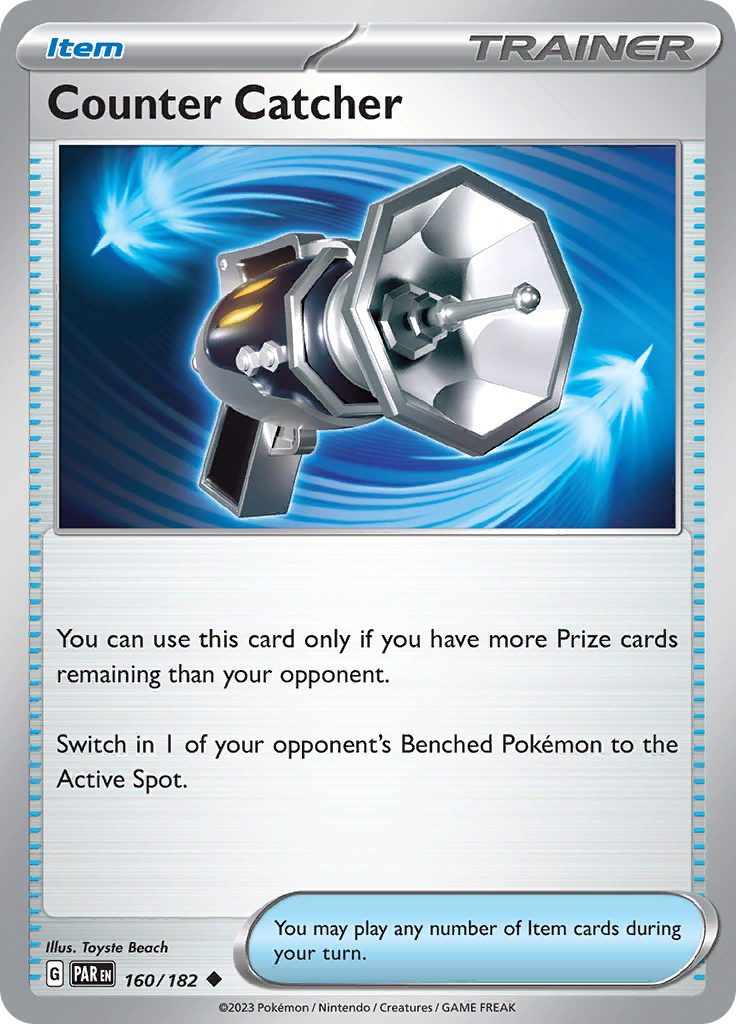 Item
TRAINER
Counter Catcher
You can use this card only if you have more Prize cards
remaining than your opponent.
Switch in 1 of your opponent's Benched Pokémon to the
Active Spot.
You may play any number of Item cards during
your turn.
Illus. Toyste Beach
G PAR EN 160/182 ◆
©2023 Pokémon / Nintendo / Creatures / GAME FREAK